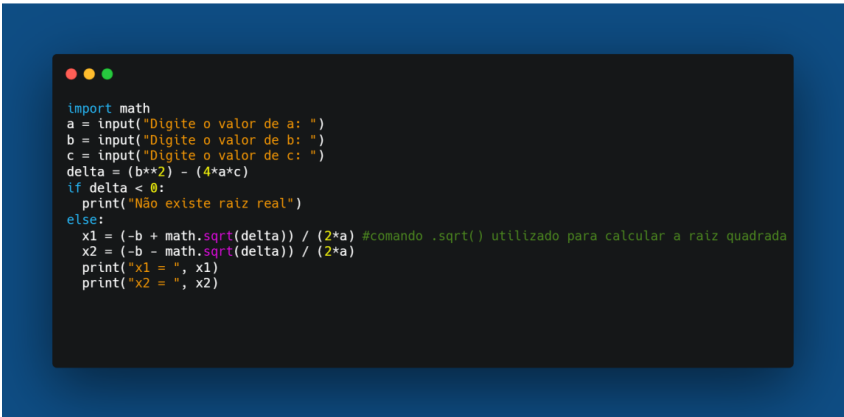 import math
a = input("Digite o valor de a: ")
b = input("Digite o valor de b: ")
c = input("Digite o valor de c: ")
delta = (b**2) - (4*a*c)
if delta < 0:
  print("Não existe raiz real")
else:
  x1 = (-b + math.sqrt(delta)) / (2*a) #comando .sqrt() utilizado para calcular a raiz quadrada
  x2 = (-b - math.sqrt(delta)) / (2*a)
  print("x1 = ", x1)
  print("x2 = ", x2)